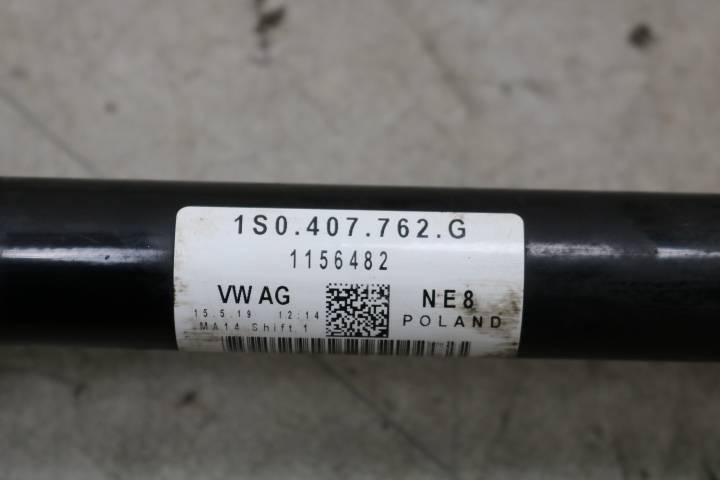 1S0.407.762.G
1156482
VW AG NE8
15.5.19 12:14 POLAND
MA14 Shift 1